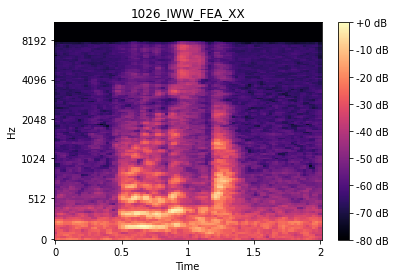 1026_IWW_FEA_XX
8192
4096
2048
1024
512
0
Hz
0
0.5
1
1.5
2
Time
+0 dB
-10 dB
-20 dB
-30 dB
-40 dB
-50 dB
-60 dB
-70 dB
-80 dB